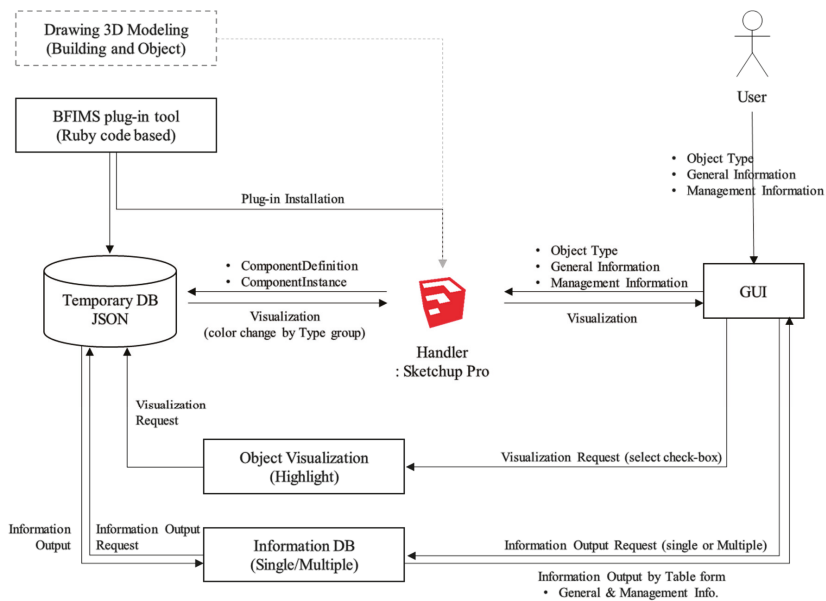 Drawing 3D Modeling
(Building and Object)
User
BFIMS plug-in tool
(Ruby code based)
• Object Type
• General Information
• Management Information
Plug-in Installation
• ComponentDefinition
• ComponentInstance
• Object Type
• General Information
• Management Information
Temporary DB
JSON
GUI
Visualization
(color change by Type group)
Visualization
Handler
: Sketchup Pro
Visualization
Request
Object Visualization
(Highlight)
Visualization Request (select check-box)
Information
Output
Information Output
Request
Information DB
(Single/Multiple)
Information Output Request (single or Multiple)
Information Output by Table form
• General & Management Info.